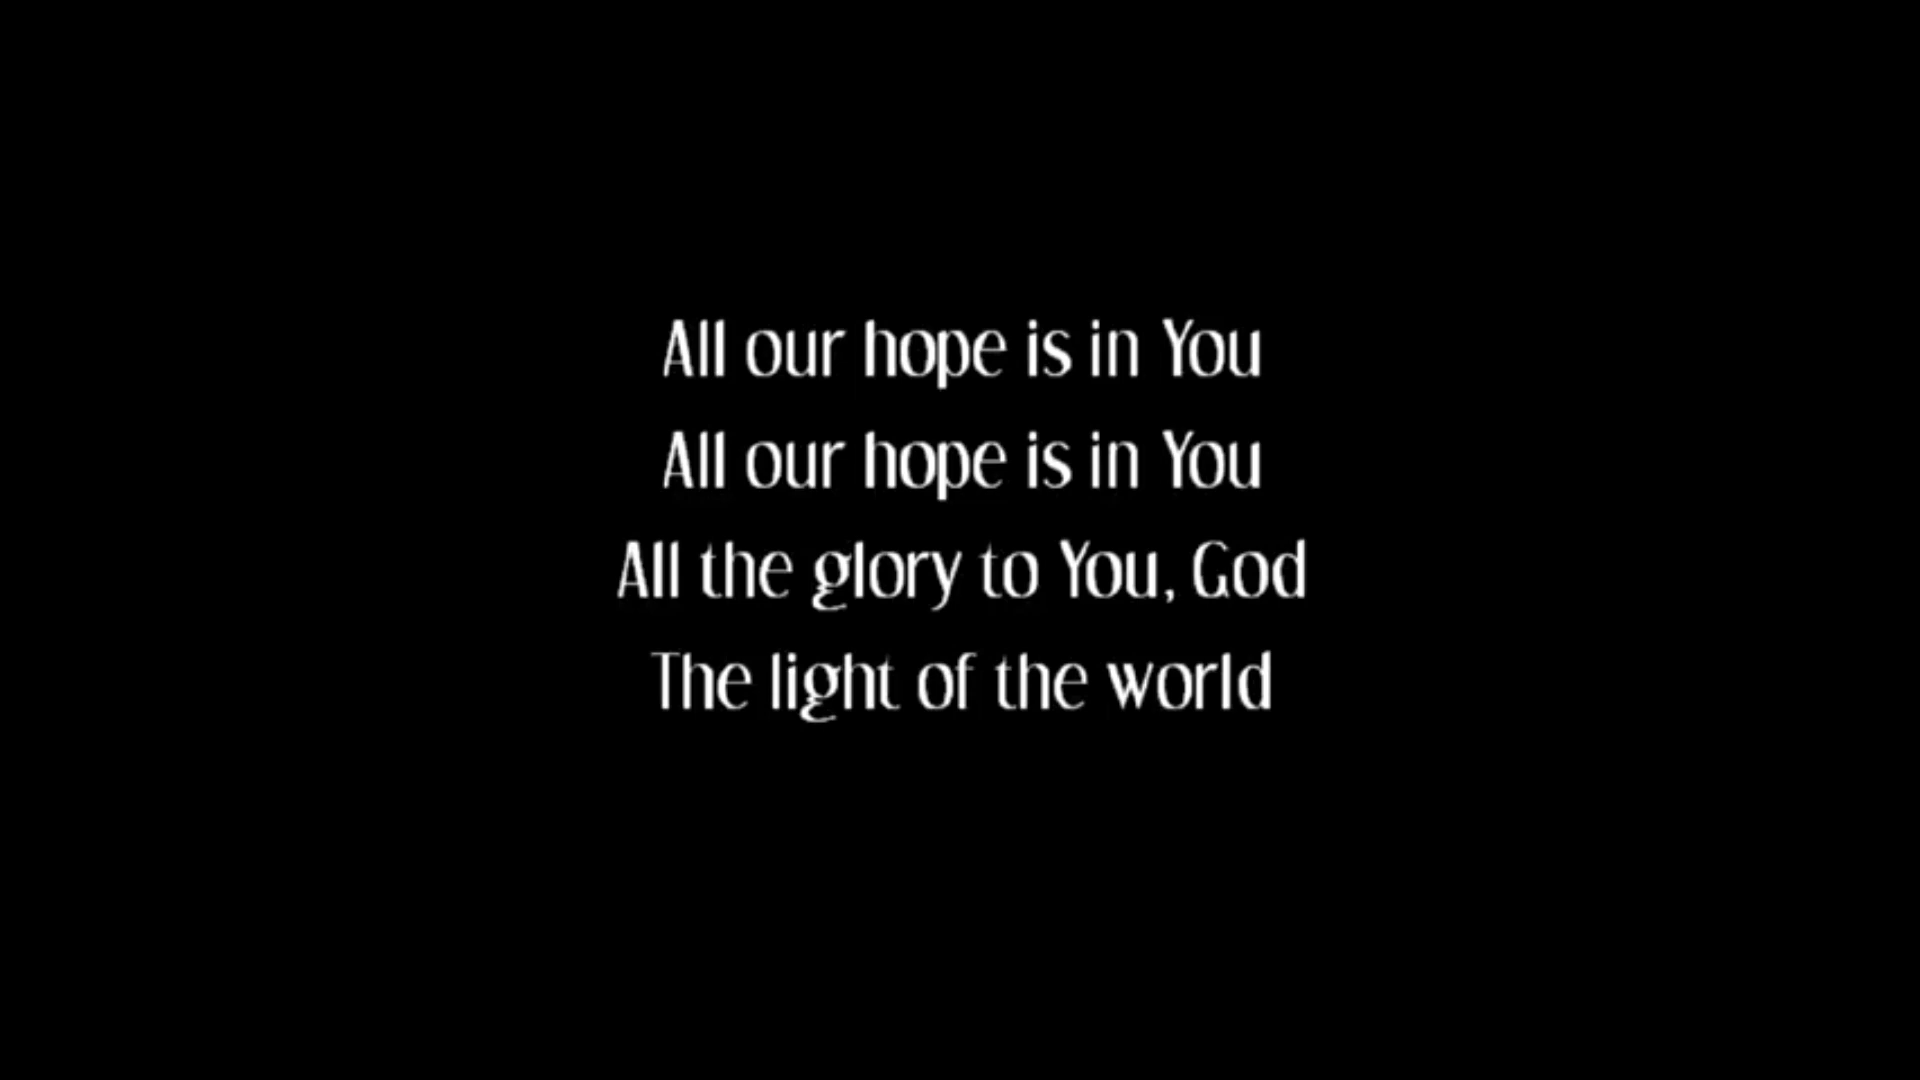 All our hope is in You
All our hope is in You
All the glory to You, God
The light of the world